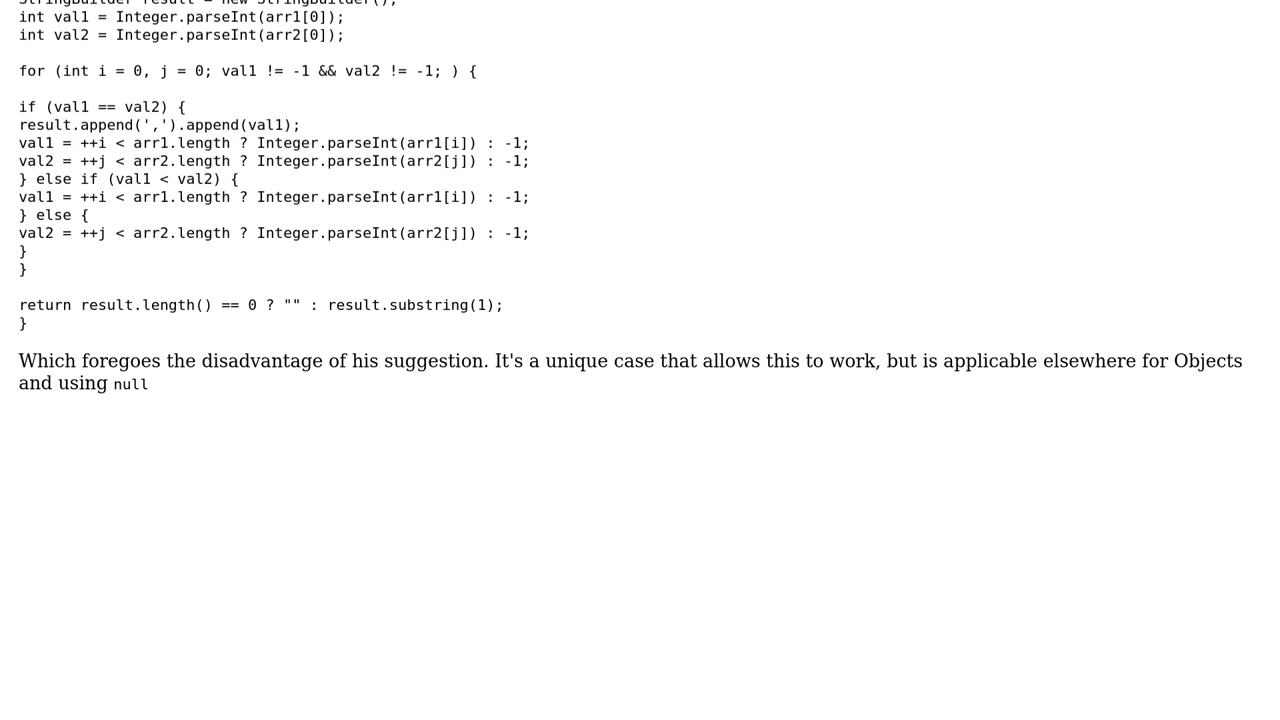 StringBuilder result = new StringBuilder();
int val1 = Integer.parseInt(arr1[0]);
int val2 = Integer.parseInt(arr2[0]);
for (int i = 0, j = 0; val1 != -1 && val2 != -1; ) {
if (val1 == val2) {
result.append(',').append(val1);
val1 = ++i < arr1.length ? Integer.parseInt(arr1[i]) : -1;
val2 = ++j < arr2.length ? Integer.parseInt(arr2[j]) : -1;
} else if (val1 < val2) {
val1 = ++i < arr1.length ? Integer.parseInt(arr1[i]) : -1;
} else {
val2 = ++j < arr2.length ? Integer.parseInt(arr2[j]) : -1;
}
}
return result.length() == 0 ? "" : result.substring(1);
}
Which foregoes the disadvantage of his suggestion. It's a unique case that allows this to work, but is applicable elsewhere for Objects
and using null